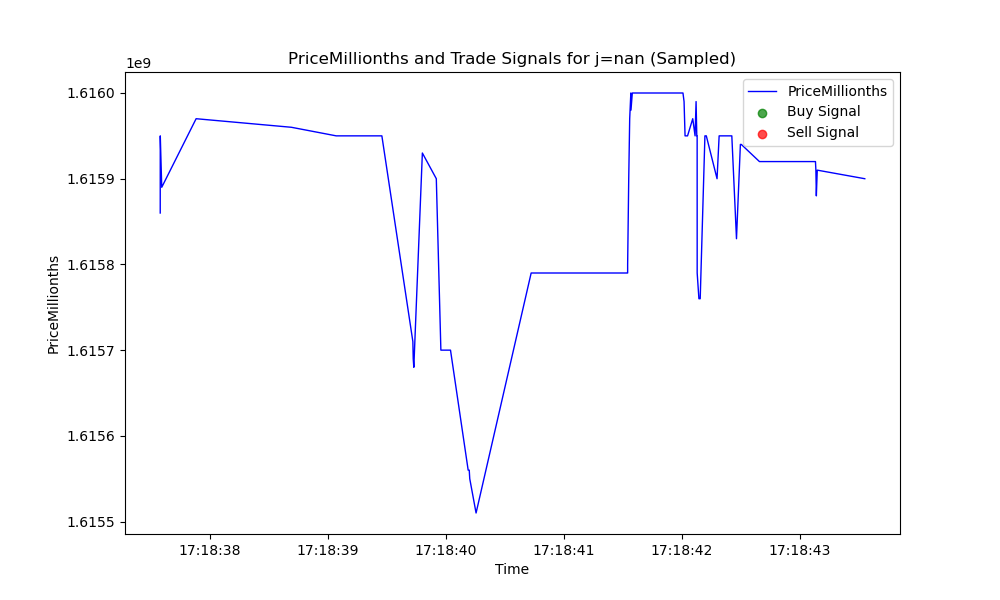 PriceMillionths and Trade Signals for j=nan (Sampled)
1e9
PriceMillionths
Buy Signal
Sell Signal
1.6160
1.6159
1.6158
1.6157
1.6156
1.6155
PriceMillionths
17:18:38 17:18:39 17:18:40 17:18:41 17:18:42 17:18:43
Time